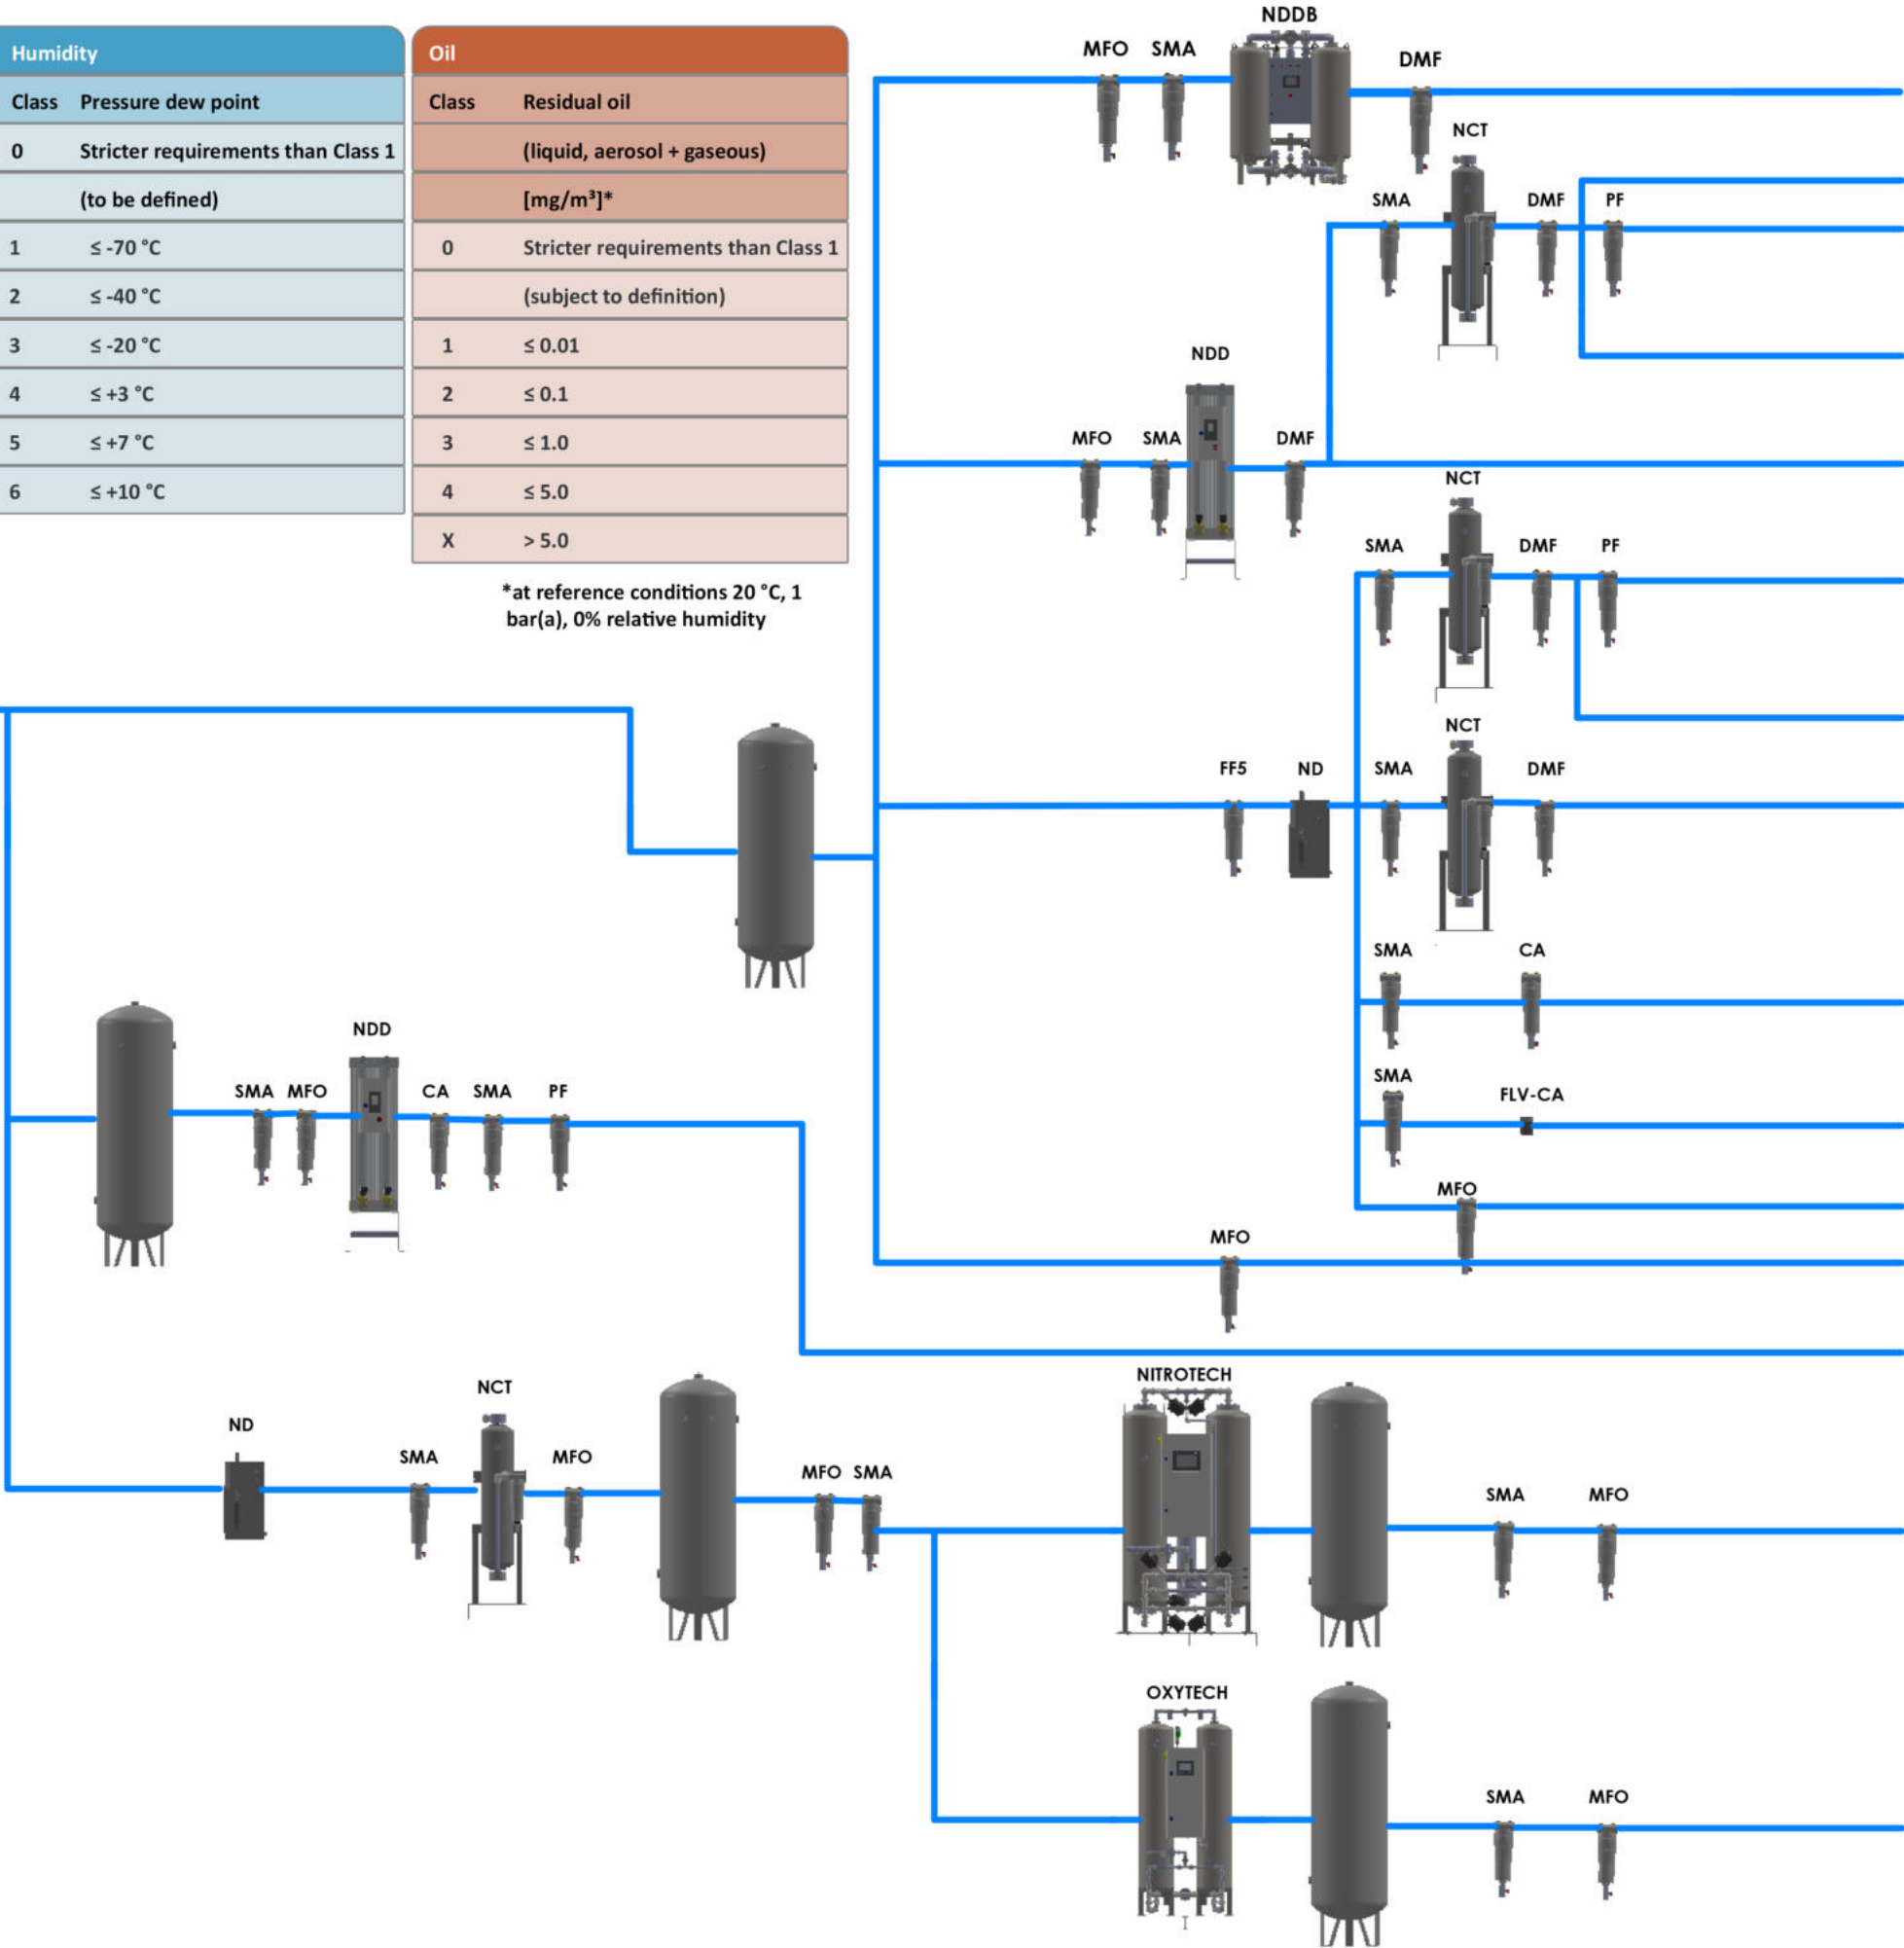 Humidity
Class Pressure dew point
0 Stricter requirements than Class 1
(to be defined)
1 ≤ -70 °C
2 ≤ -40 °C
3 ≤ -20 °C
4 ≤ +3 °C
5 ≤ +7 °C
6 ≤ +10 °C
Oil
Class Residual oil
(liquid, aerosol + gaseous)
[mg/m³]*
0 Stricter requirements than Class 1
(subject to definition)
1 ≤ 0.01
2 ≤ 0.1
3 ≤ 1.0
4 ≤ 5.0
X > 5.0
*at reference conditions 20 °C, 1
bar(a), 0% relative humidity
NDDB
MFO SMA DMF
NCT
SMA DMF PF
NDD
MFO SMA DMF
NCT
SMA DMF PF
NCT
FF5 ND SMA DMF
SMA CA
SMA FLV-CA
MFO
MFO
NDD
SMA MFO CA SMA PF
NCT
ND SMA MFO
MFO SMA
NITROTECH
SMA MFO
OXYTECH
SMA MFO